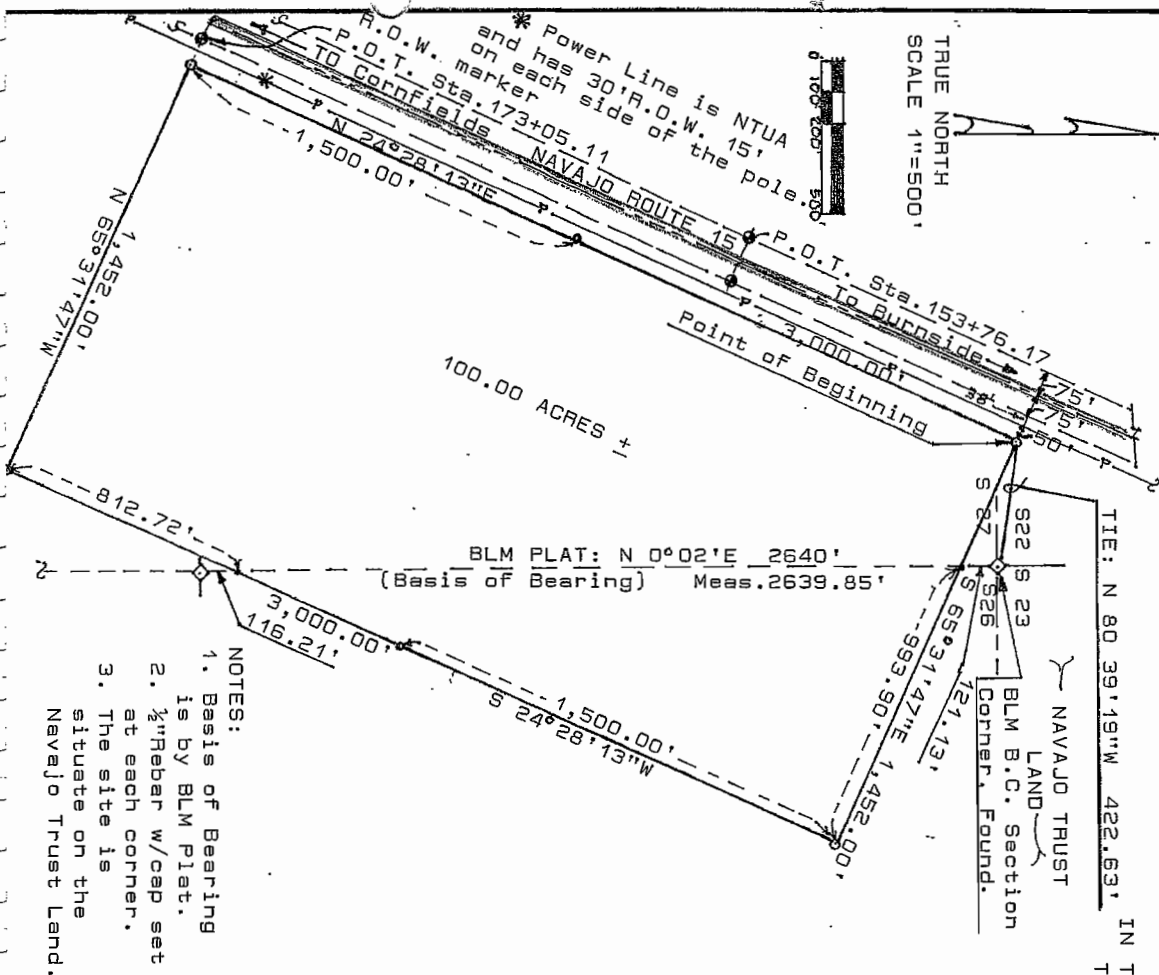 TRUE NORTH
SCALE 1"=500'
0 100' 200' 500'
* Power Line is NTUA
and has 30'R.O.W. 15'
on each side of the pole.
R.O.W. marker
P.O.T. Sta.173+05.11
TO Cornfields
NAVAJO ROUTE 15
P.O.T. Sta.153+76.17
To Burnside
N 24°28'13"E
1,500.00'
3,000.00'
Point of Beginning
75'
75'
50'
P
P
P
P
P
*
TIE: N 80 39'19"W 422.63'
IN T
T
S22 S 23
S 27 S26
NAVAJO TRUST
LAND
BLM B.C. Section
Corner, Found.
121.13'
S 65°31'47"E 1,452.00'
993.90'
100.00 ACRES ±
N 65°31'47"W
1,452.00'
BLM PLAT: N 0°02'E 2640'
(Basis of Bearing) Meas.2639.85'
812.72'
3,000.00'
116.21'
1,500.00'
S 24°28'13"W
NOTES:
1. Basis of Bearing
is by BLM Plat.
2. ½"Rebar w/cap set
at each corner.
3. The site is
situate on the
Navajo Trust Land.